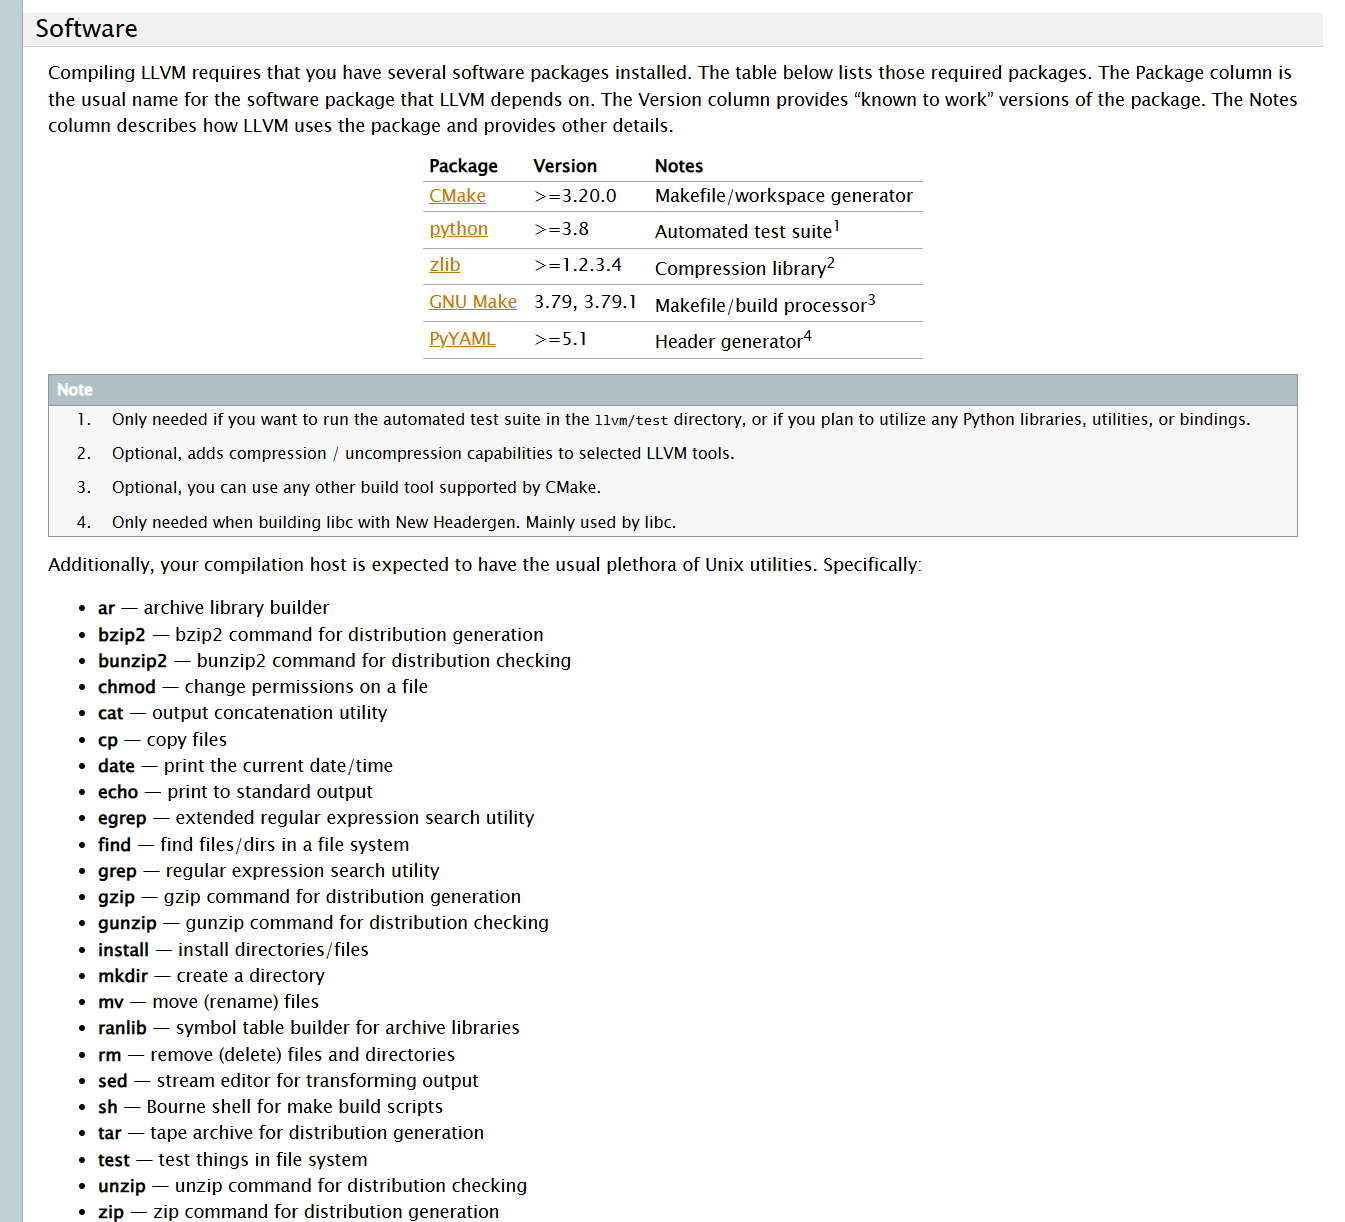 Software
Compiling LLVM requires that you have several software packages installed. The table below lists those required packages. The Package column is
the usual name for the software package that LLVM depends on. The Version column provides “known to work” versions of the package. The Notes
column describes how LLVM uses the package and provides other details.
Package Version Notes
CMake >=3.20.0 Makefile/workspace generator
python >=3.8 Automated test suite1
zlib >=1.2.3.4 Compression library2
GNU Make 3.79, 3.79.1 Makefile/build processor3
PyYAML >=5.1 Header generator4
Note
1. Only needed if you want to run the automated test suite in the llvm/test directory, or if you plan to utilize any Python libraries, utilities, or bindings.
2. Optional, adds compression / uncompression capabilities to selected LLVM tools.
3. Optional, you can use any other build tool supported by CMake.
4. Only needed when building libc with New Headergen. Mainly used by libc.
Additionally, your compilation host is expected to have the usual plethora of Unix utilities. Specifically:
• ar — archive library builder
• bzip2 — bzip2 command for distribution generation
• bunzip2 — bunzip2 command for distribution checking
• chmod — change permissions on a file
• cat — output concatenation utility
• cp — copy files
• date — print the current date/time
• echo — print to standard output
• egrep — extended regular expression search utility
• find — find files/dirs in a file system
• grep — regular expression search utility
• gzip — gzip command for distribution generation
• gunzip — gunzip command for distribution checking
• install — install directories/files
• mkdir — create a directory
• mv — move (rename) files
• ranlib — symbol table builder for archive libraries
• rm — remove (delete) files and directories
• sed — stream editor for transforming output
• sh — Bourne shell for make build scripts
• tar — tape archive for distribution generation
• test — test things in file system
• unzip — unzip command for distribution checking
• zip — zip command for distribution generation